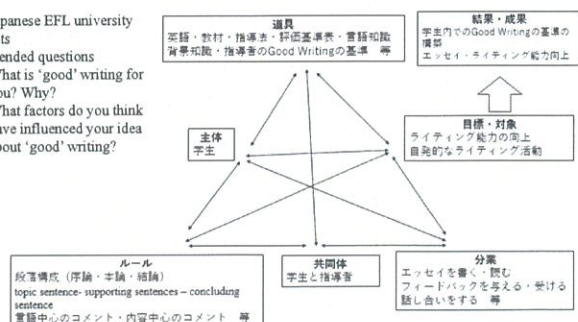 panese EFL university
ts
ended questions
hat is 'good' writing for
ou? Why?
hat factors do you think
ve influenced your idea
bout 'good' writing?
道具
英語・教材・指導法・評価基準表・言語知識
背景知識・指導者のGood Writingの基準 等
結果・成果
学生内でのGood Writingの基準の
構築
エッセイ・ライティング能力向上
主体
学生
目標・対象
ライティング能力の向上
自発的なライティング活動
ルール
段落構成（序論・本論・結論）
topic sentence- supporting sentences – concluding
sentence
言語中心のコメント・内容中心のコメント 等
共同体
学生と指導者
分業
エッセイを書く・読む
フィードバックを与える・受ける
話し合いをする 等